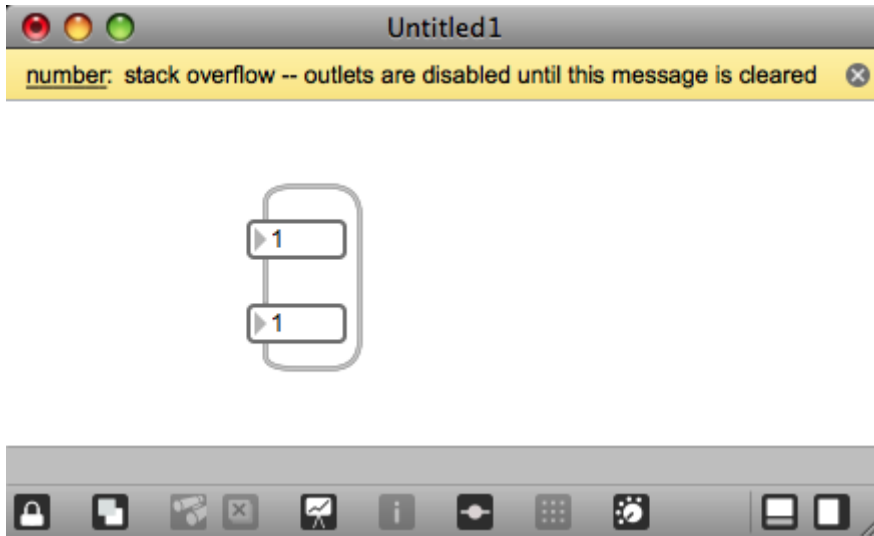 Untitled1
number: stack overflow -- outlets are disabled until this message is cleared
1
1